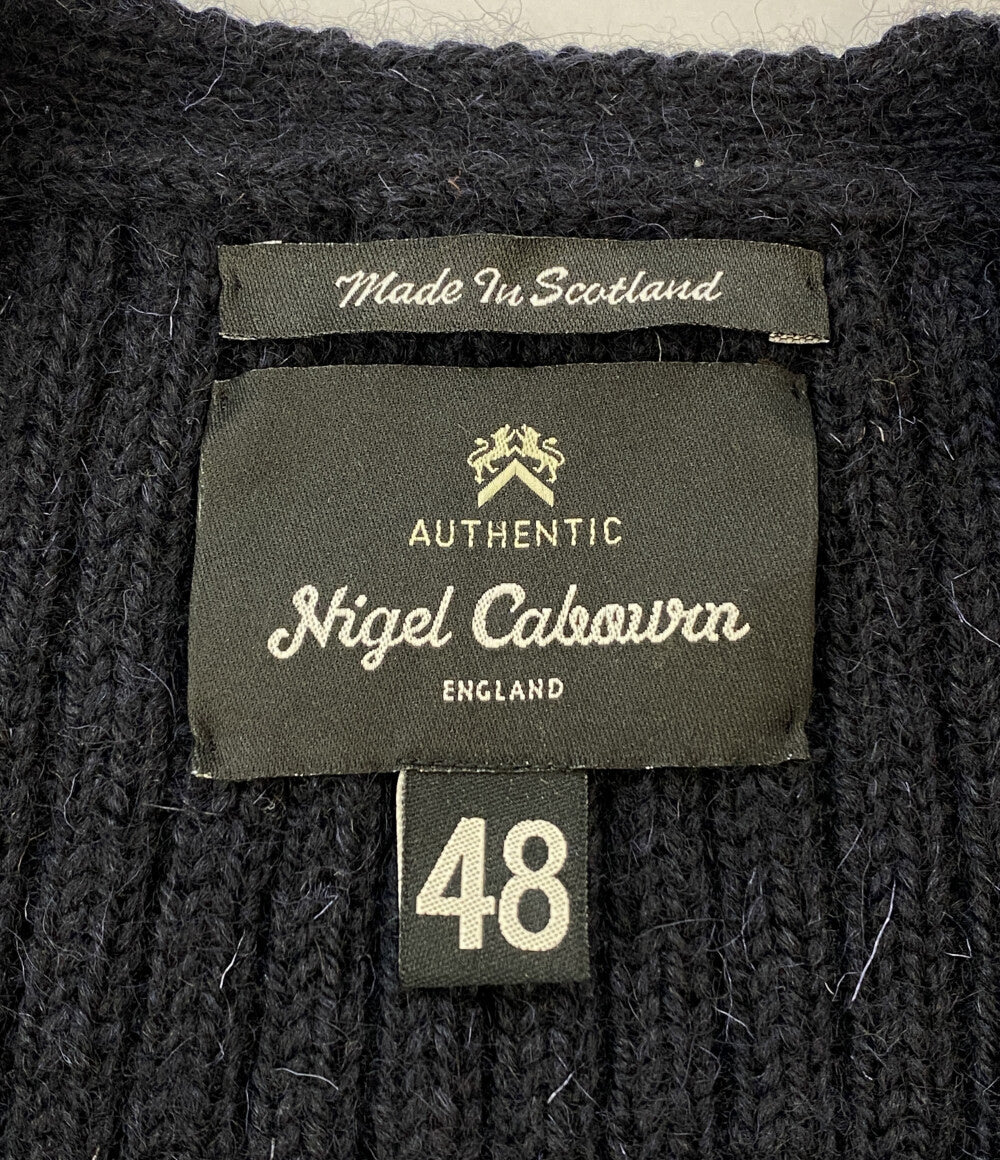 Made In Scotland
AUTHENTIC
Nigel Cabourn
ENGLAND
48